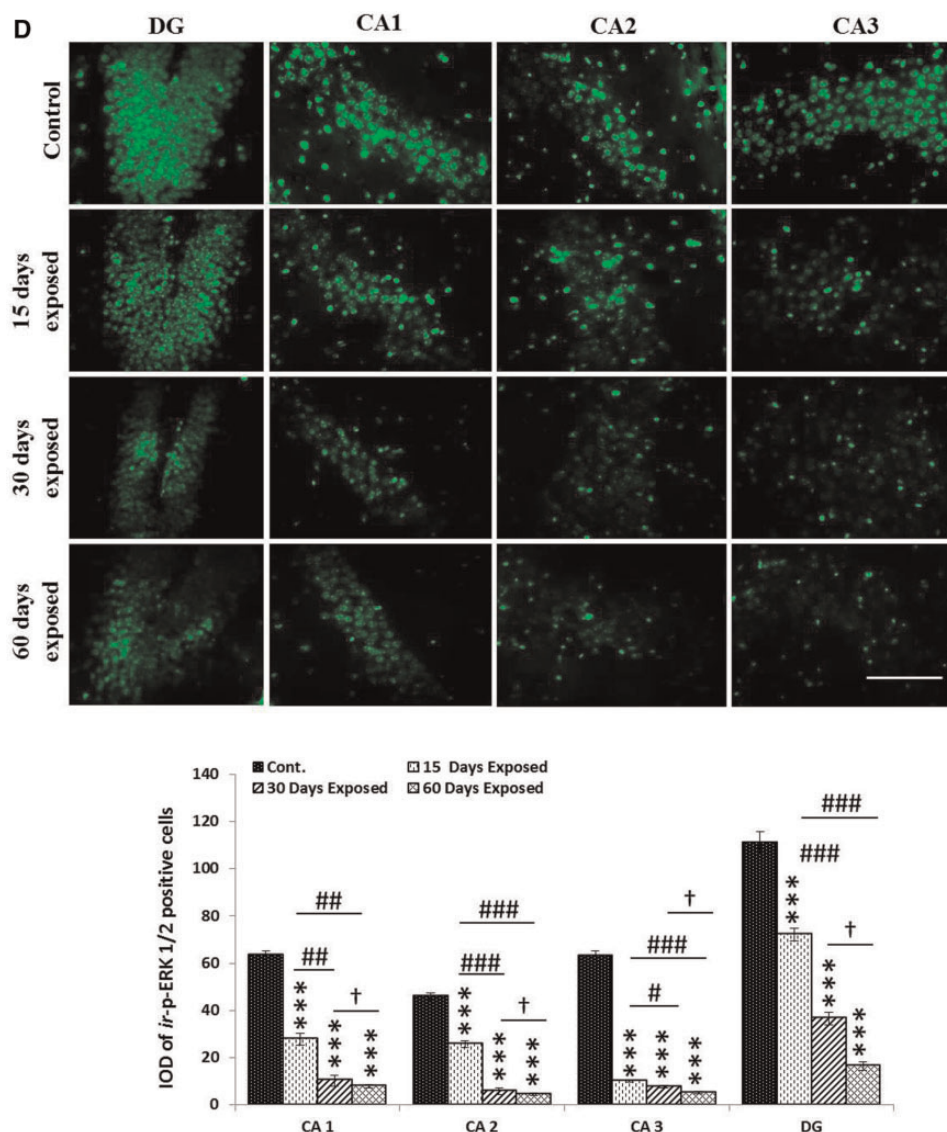 D
DG CA1 CA2 CA3
Control
15 days
exposed
30 days
exposed
60 days
exposed
Cont. 15 Days Exposed
30 Days Exposed 60 Days Exposed
IOD of ir-p-ERK 1/2 positive cells
140
120
100
80
60
40
20
0
## ### † ###
## ### ### ###
† † # †
*** *** *** *** *** *** *** *** *** *** *** ***
CA 1 CA 2 CA 3 DG